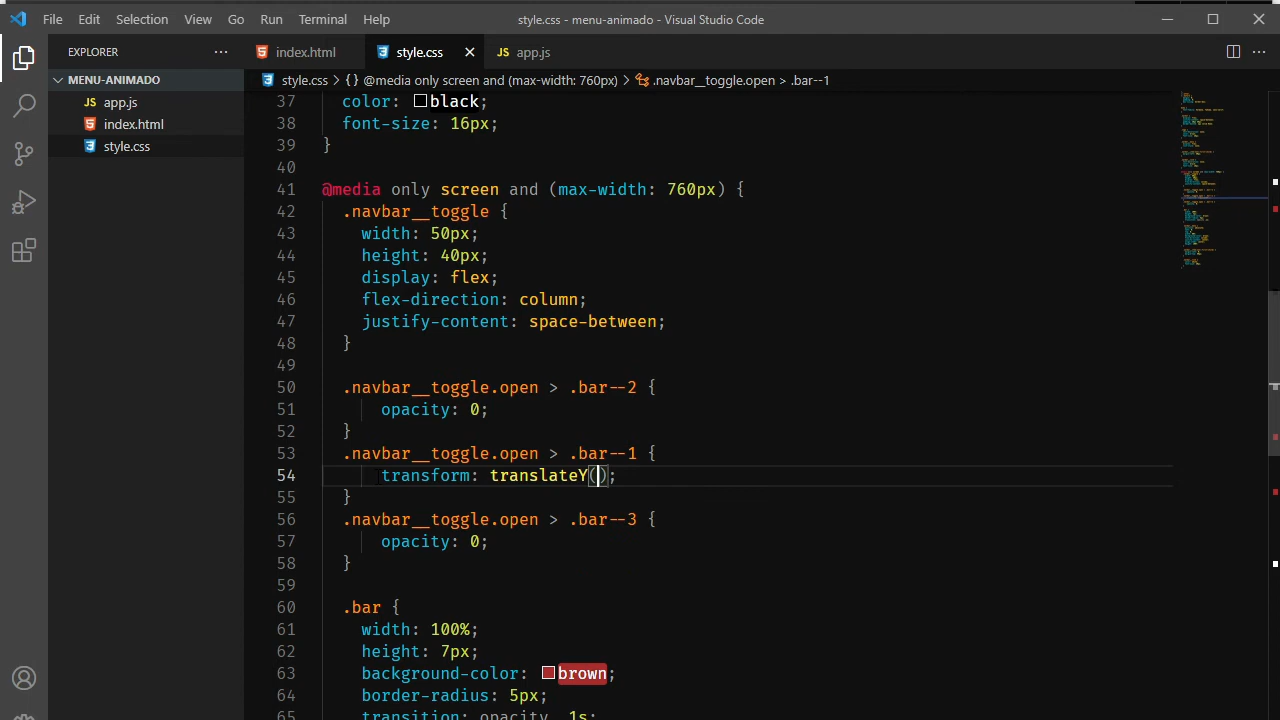 File Edit Selection View Go Run Terminal Help
style.css - menu-animado - Visual Studio Code
EXPLORER
index.html
style.css
JS app.js
MENU-ANIMADO
JS app.js
index.html
style.css
style.css > {} @media only screen and (max-width: 760px) > .navbar__toggle.open > .bar--1
37 color: black;
38 font-size: 16px;
39 }
40
41 @media only screen and (max-width: 760px) {
42 .navbar__toggle {
43 width: 50px;
44 height: 40px;
45 display: flex;
46 flex-direction: column;
47 justify-content: space-between;
48 }
49
50 .navbar__toggle.open > .bar--2 {
51 opacity: 0;
52 }
53 .navbar__toggle.open > .bar--1 {
54 transform: translateY();
55 }
56 .navbar__toggle.open > .bar--3 {
57 opacity: 0;
58 }
59
60 .bar {
61 width: 100%;
62 height: 7px;
63 background-color: brown;
64 border-radius: 5px;
65 transition: opacity .1s;